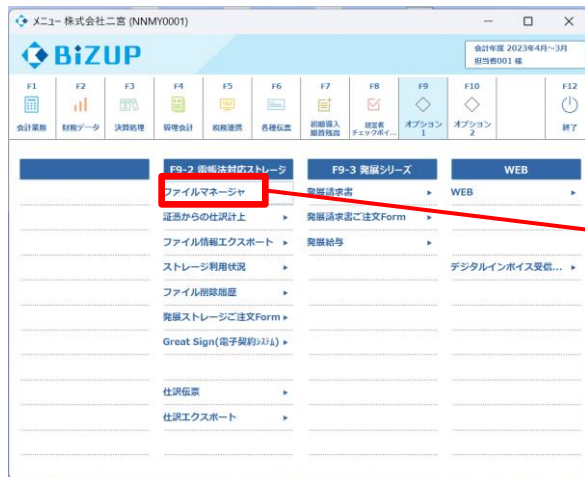 メニュー 株式会社二宮 (NNMY0001)
BiZUP
会計年度 2023年4月～3月
担当者001 様
F1 F2 F3 F4 F5 F6 F7 F8 F9 F10 F12
会計業務 財務データ 決算処理 管理会計 税務連携 各種伝票 初期導入 期首残高 経営者 チェックポイ... オプション 1 オプション 2 終了
F9-2 電帳法対応ストレージ F9-3 発展シリーズ WEB
ファイルマネージャ 発展請求書 WEB
証憑からの仕訳計上 発展請求書ご注文Form
ファイル情報エクスポート 発展給与
ストレージ利用状況 デジタルインボイス受信...
ファイル削除履歴
発展ストレージご注文Form
Great Sign(電子契約ｼｽﾃﾑ)
仕訳伝票
仕訳エクスポート